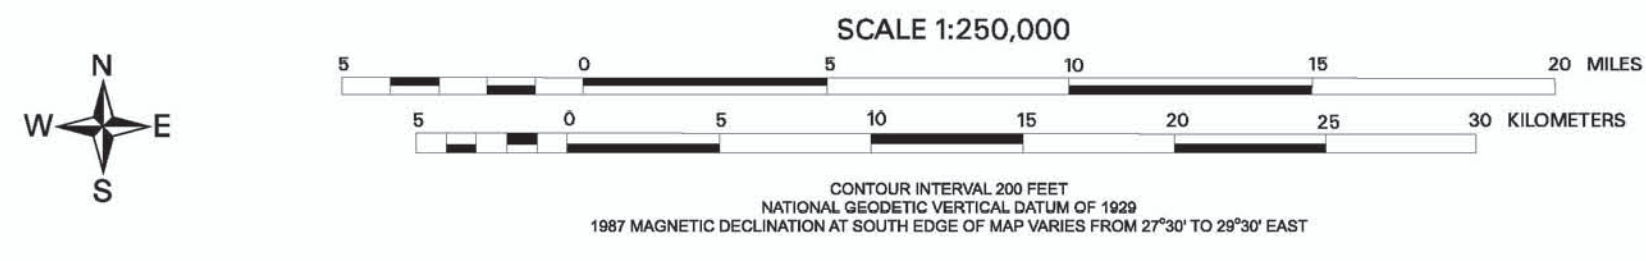 SCALE 1:250,000
5 0 5 10 15 20 MILES
5 0 5 10 15 20 25 30 KILOMETERS
N
W E
S
CONTOUR INTERVAL 200 FEET
NATIONAL GEODETIC VERTICAL DATUM OF 1929
1987 MAGNETIC DECLINATION AT SOUTH EDGE OF MAP VARIES FROM 27°30' TO 29°30' EAST